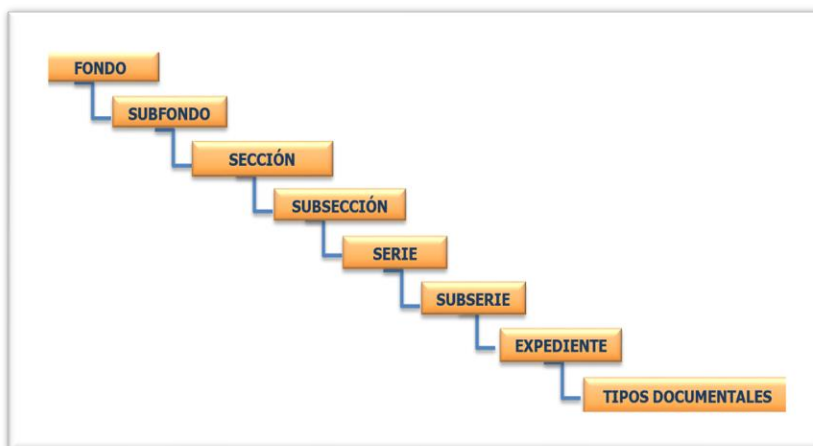 FONDO
SUBFONDO
SECCIÓN
SUBSECCIÓN
SERIE
SUBSERIE
EXPEDIENTE
TIPOS DOCUMENTALES